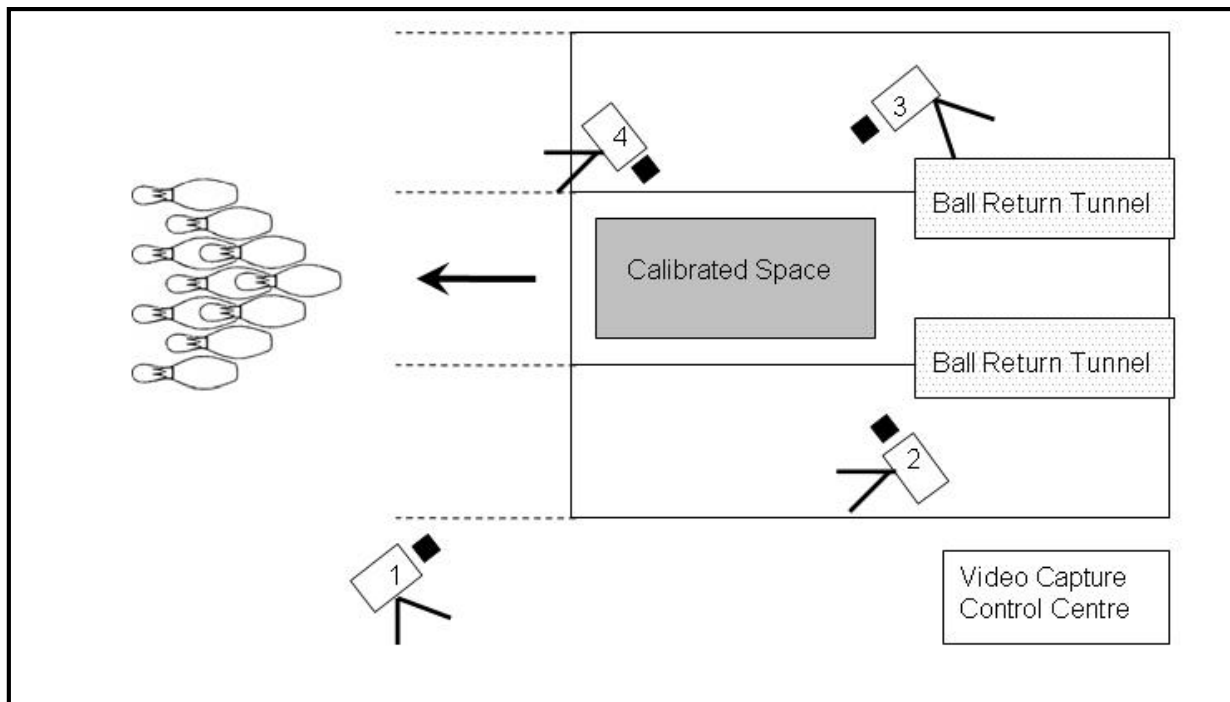 3
4
Ball Return Tunnel
Calibrated Space
Ball Return Tunnel
2
1
Video Capture
Control Centre